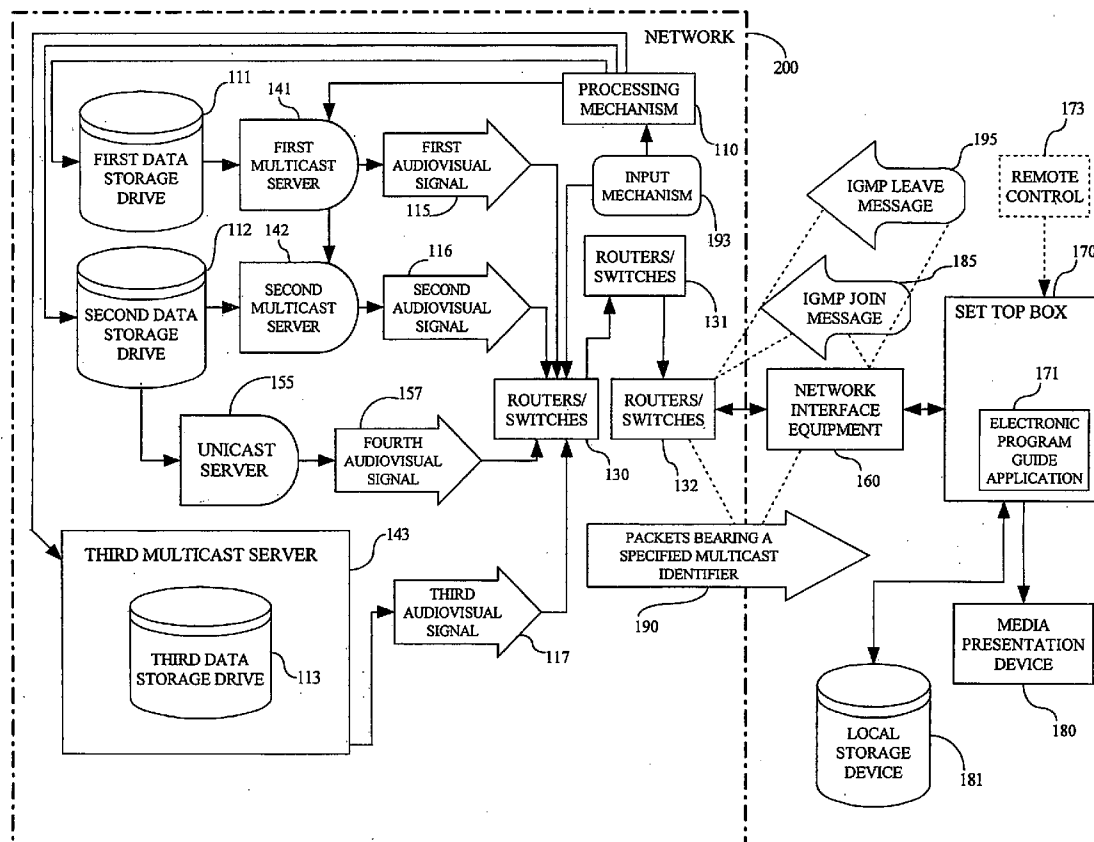 NETWORK
200
111
FIRST DATA
STORAGE
DRIVE
141
FIRST
MULTICAST
SERVER
FIRST
AUDIOVISUAL
SIGNAL
115
PROCESSING
MECHANISM
110
INPUT
MECHANISM
193
195
IGMP LEAVE
MESSAGE
173
REMOTE
CONTROL
112
SECOND DATA
STORAGE
DRIVE
142
SECOND
MULTICAST
SERVER
116
SECOND
AUDIOVISUAL
SIGNAL
ROUTERS/
SWITCHES
131
185
IGMP JOIN
MESSAGE
170
SET TOP BOX
171
ELECTRONIC
PROGRAM
GUIDE
APPLICATION
155
UNICAST
SERVER
157
FOURTH
AUDIOVISUAL
SIGNAL
ROUTERS/
SWITCHES
130
ROUTERS/
SWITCHES
132
NETWORK
INTERFACE
EQUIPMENT
160
THIRD MULTICAST SERVER
143
THIRD DATA
STORAGE DRIVE
113
THIRD
AUDIOVISUAL
SIGNAL
117
PACKETS BEARING A
SPECIFIED MULTICAST
IDENTIFIER
190
MEDIA
PRESENTATION
DEVICE
180
LOCAL
STORAGE
DEVICE
181